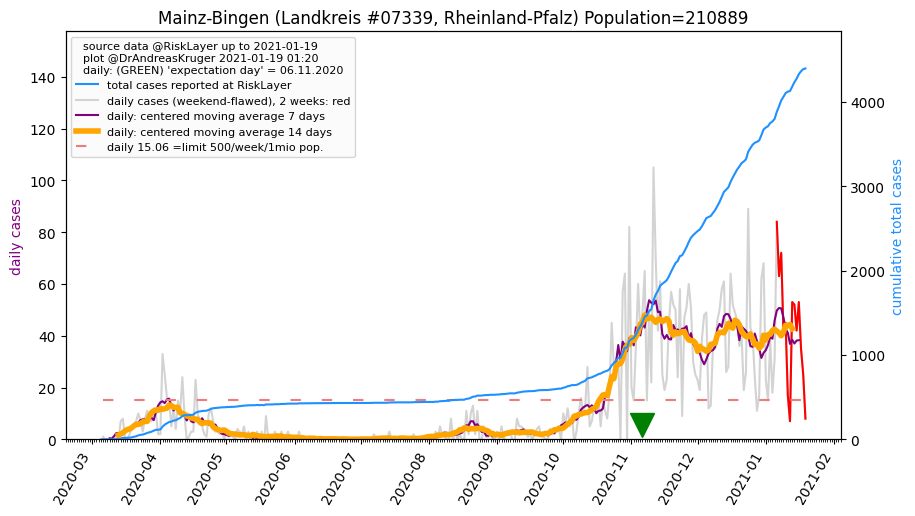 Mainz-Bingen (Landkreis #07339, Rheinland-Pfalz) Population=210889
source data @RiskLayer up to 2021-01-19
plot @DrAndreasKruger 2021-01-19 01:20
daily: (GREEN) 'expectation day' = 06.11.2020
total cases reported at RiskLayer
daily cases (weekend-flawed), 2 weeks: red
daily: centered moving average 7 days
daily: centered moving average 14 days
daily 15.06 =limit 500/week/1mio pop.
daily cases
140
120
100
80
60
40
20
0
cumulative total cases
4000
3000
2000
1000
0
2020-03
2020-04
2020-05
2020-06
2020-07
2020-08
2020-09
2020-10
2020-11
2020-12
2021-01
2021-02